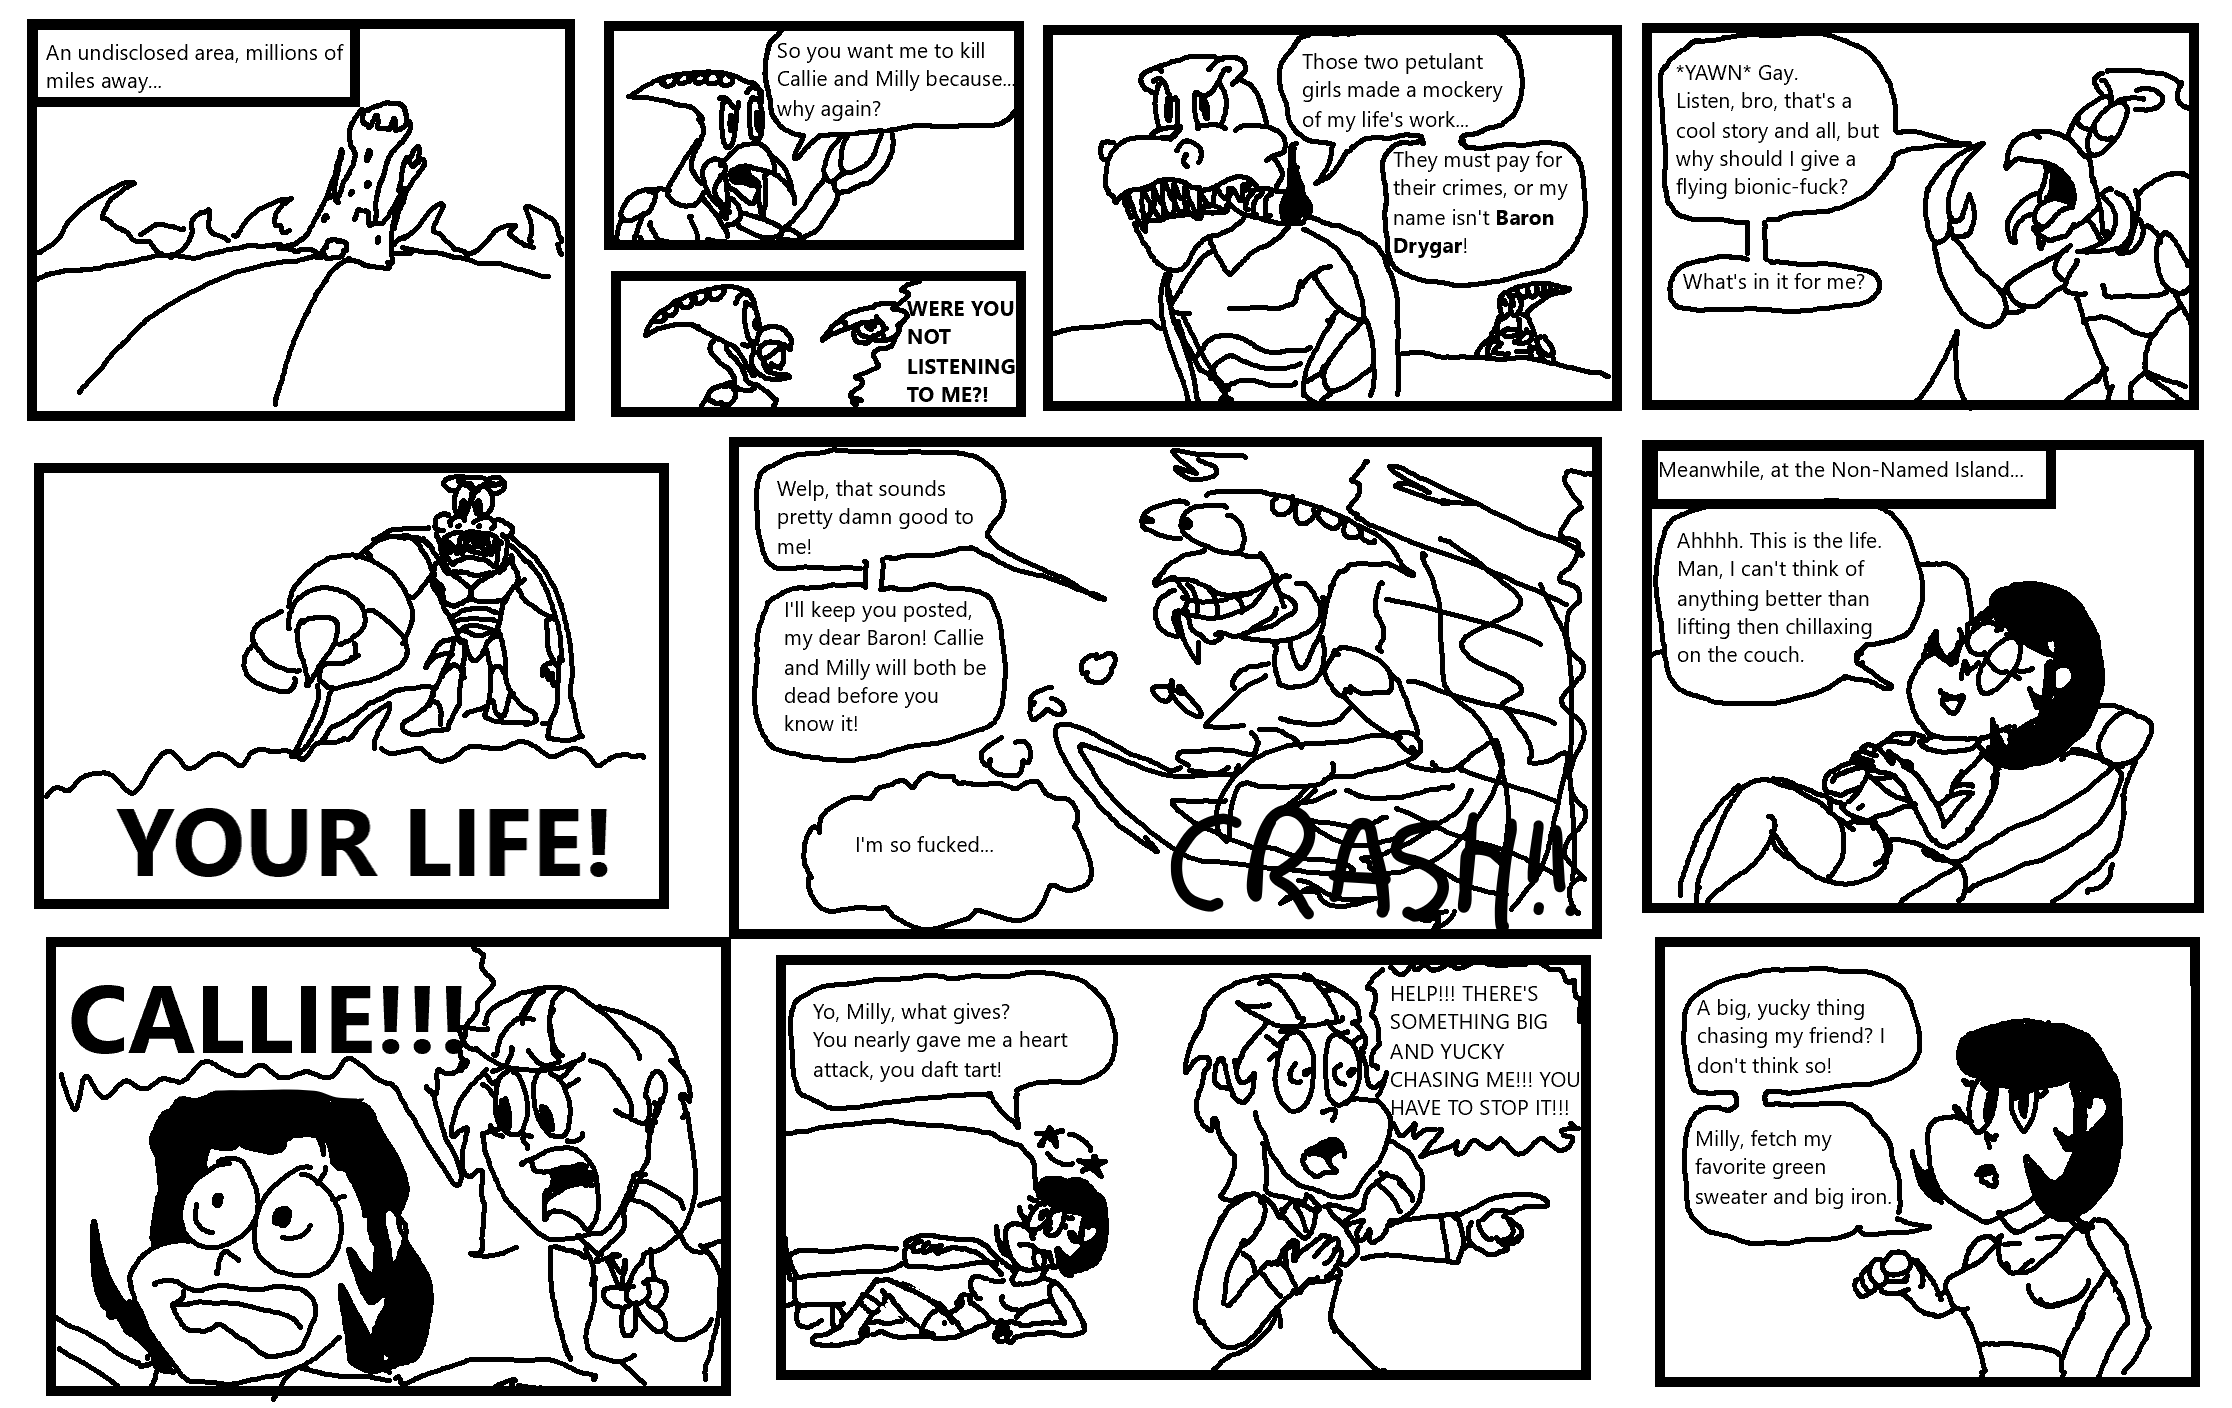 An undisclosed area, millions of
miles away...
So you want me to kill
Callie and Milly because...
why again?
WERE YOU
NOT
LISTENING
TO ME?!
Those two petulant
girls made a mockery
of my life's work...
They must pay for
their crimes, or my
name isn't Baron
Drygar!
*YAWN* Gay.
Listen, bro, that's a
cool story and all, but
why should I give a
flying bionic-fuck?
What's in it for me?
YOUR LIFE!
Welp, that sounds
pretty damn good to
me!
I'll keep you posted,
my dear Baron! Callie
and Milly will both be
dead before you
know it!
I'm so fucked...
CRASH!!!
Meanwhile, at the Non-Named Island...
Ahhhh. This is the life.
Man, I can't think of
anything better than
lifting then chillaxing
on the couch.
CALLIE!!!
Yo, Milly, what gives?
You nearly gave me a heart
attack, you daft tart!
HELP!!! THERE'S
SOMETHING BIG
AND YUCKY
CHASING ME!!! YOU
HAVE TO STOP IT!!!
A big, yucky thing
chasing my friend? I
don't think so!
Milly, fetch my
favorite green
sweater and big iron.